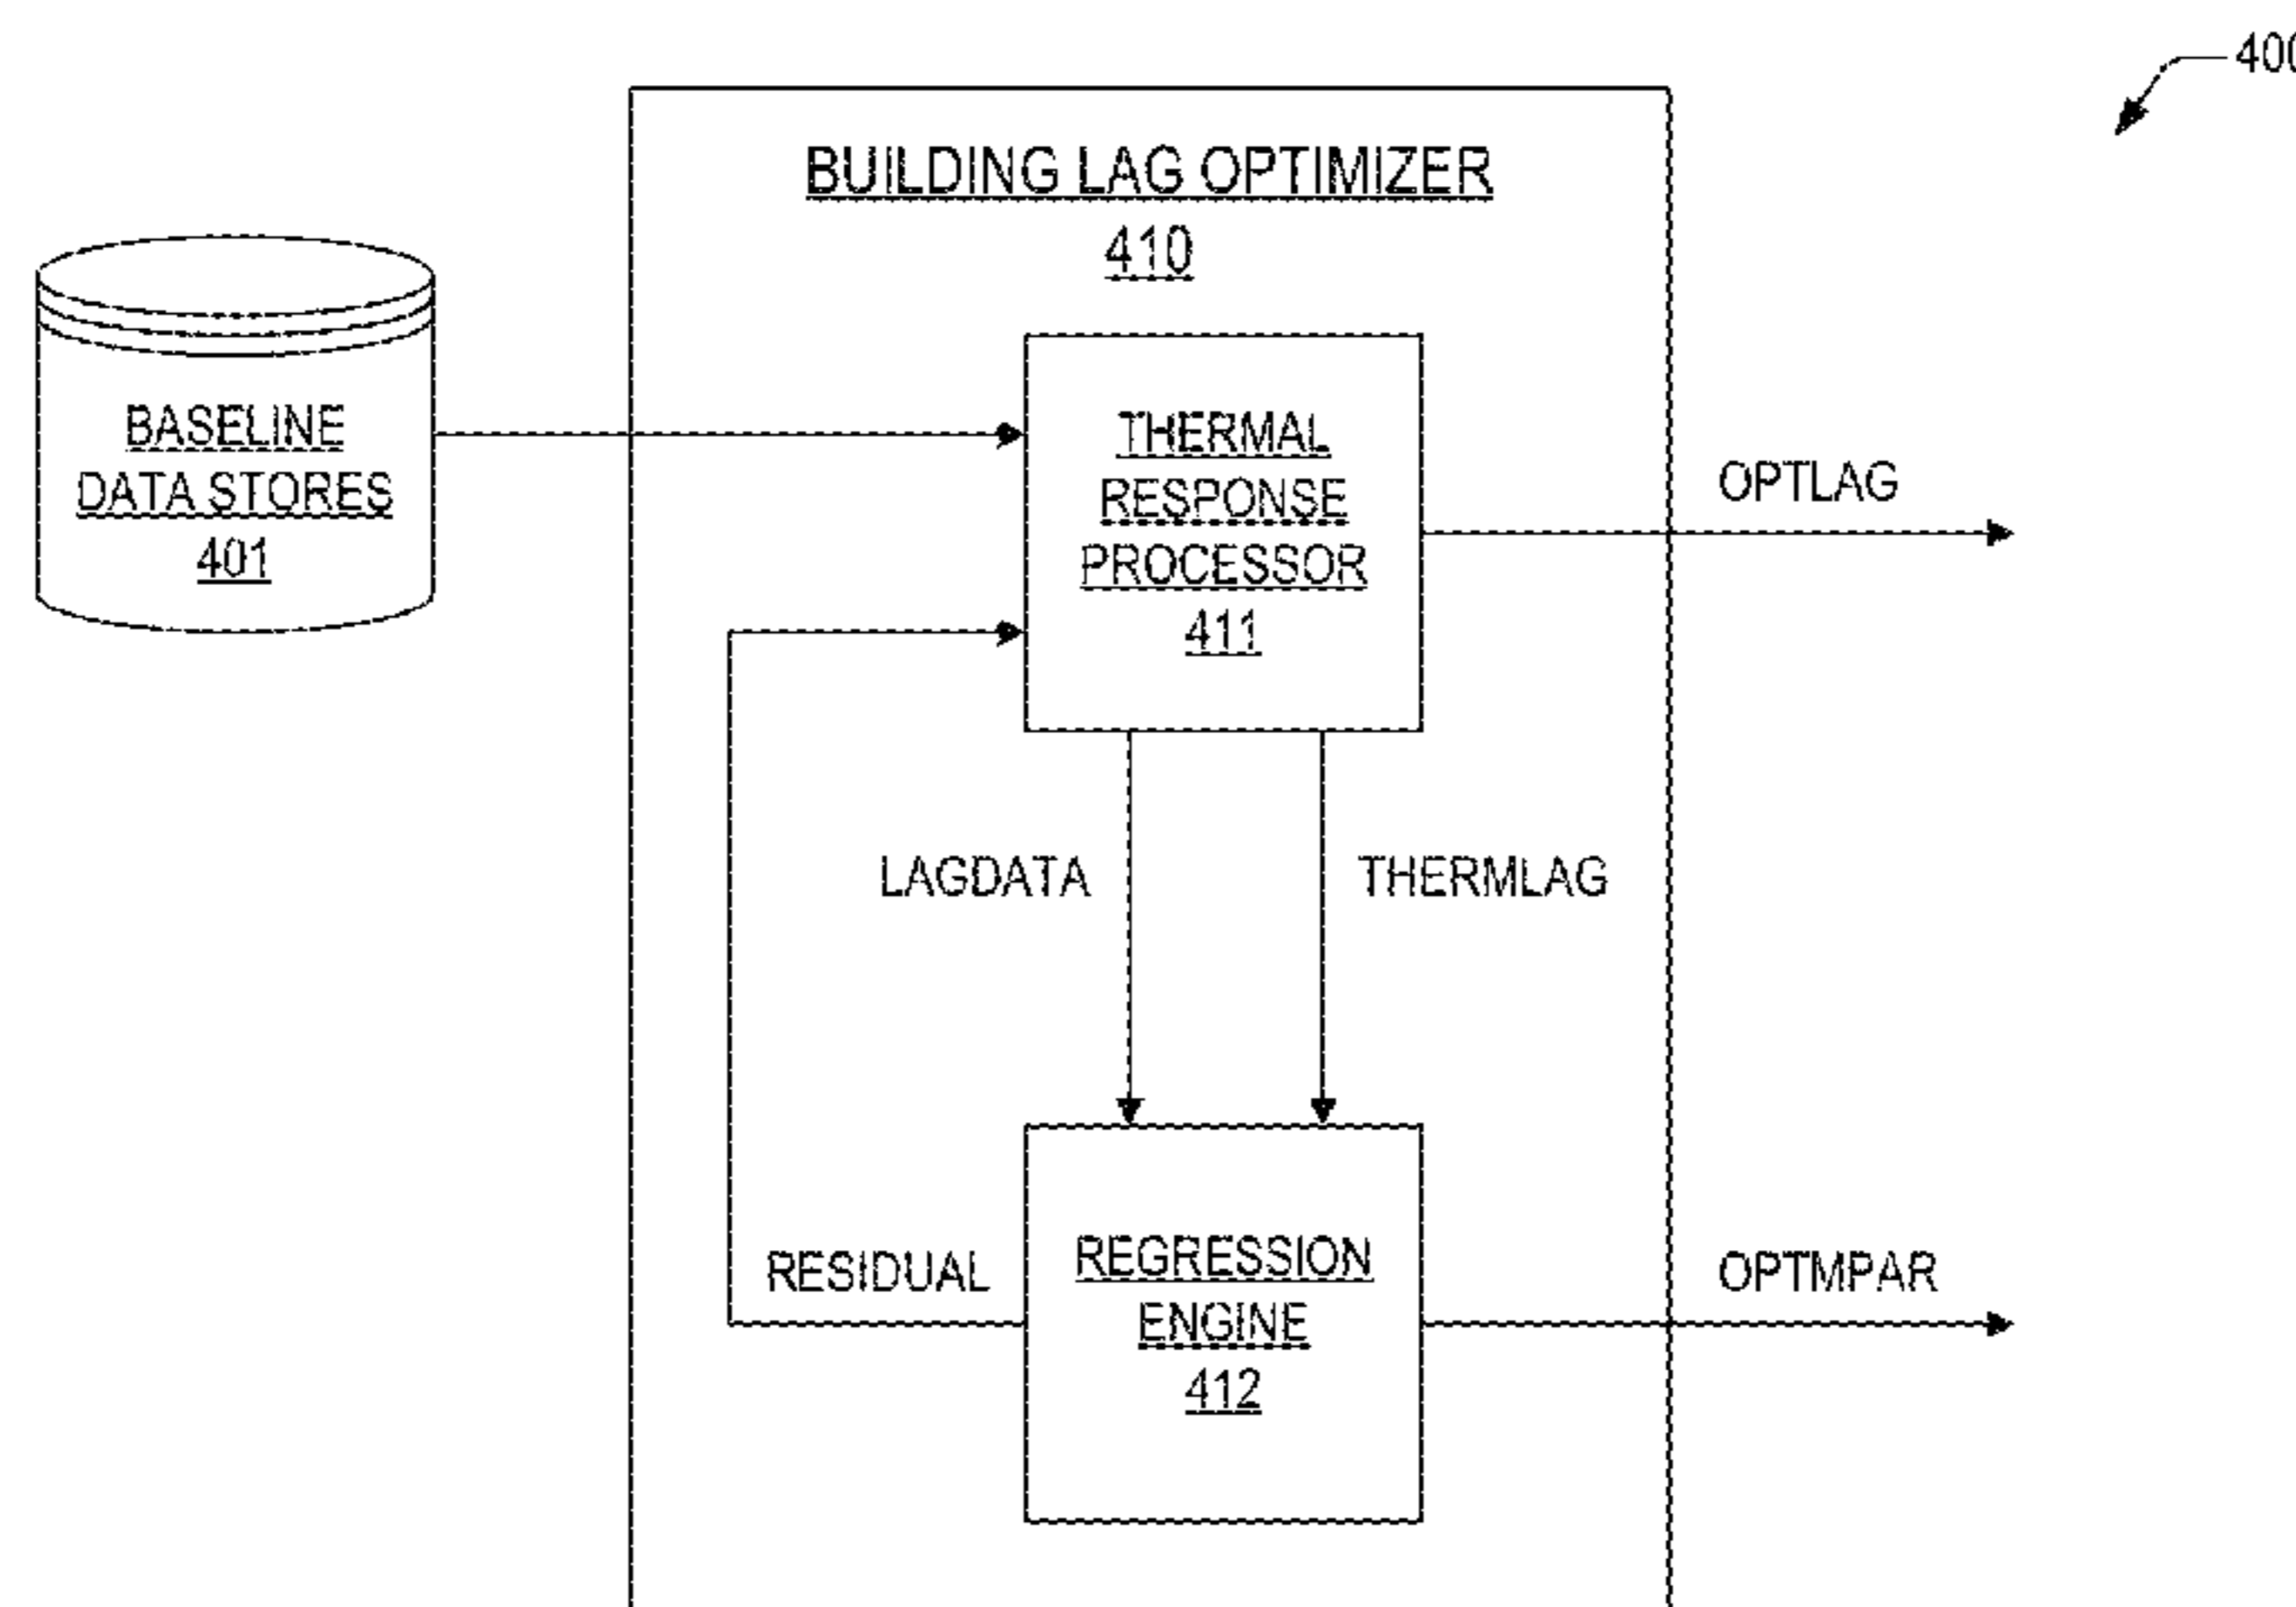 400
BUILDING LAG OPTIMIZER
410
BASELINE
DATA STORES
401
THERMAL
RESPONSE
PROCESSOR
411
OPTLAG
LAGDATA
THERMLAG
RESIDUAL
REGRESSION
ENGINE
412
OPTMPAR